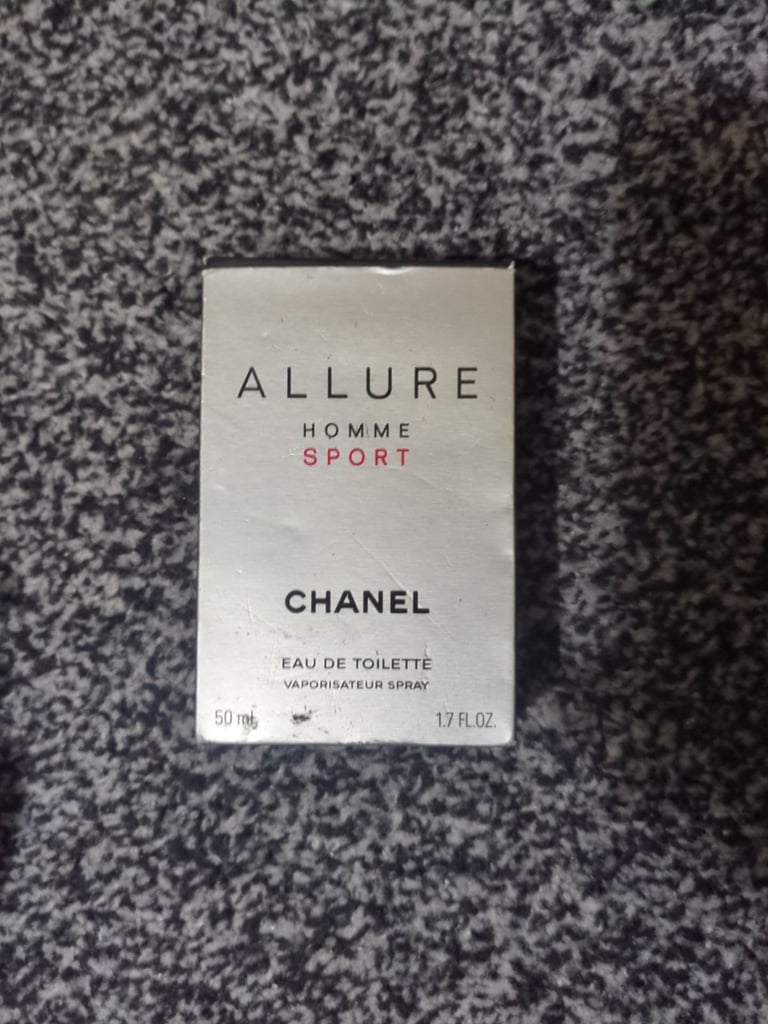 ALLURE
HOMME
SPORT
CHANEL
EAU DE TOILETTE
VAPORISATEUR SPRAY
50 ml 1.7 FL.OZ.